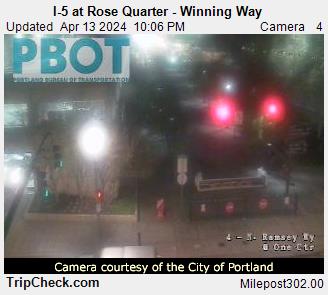 I-5 at Rose Quarter - Winning Way
Updated Apr 13 2024 10:06 PM Camera 4
PBOT
PORTLAND BUREAU OF TRANSPORTATION
4 - N. Ramsey Wy
@ One Ctr
Camera courtesy of the City of Portland
TripCheck.com Milepost302.00